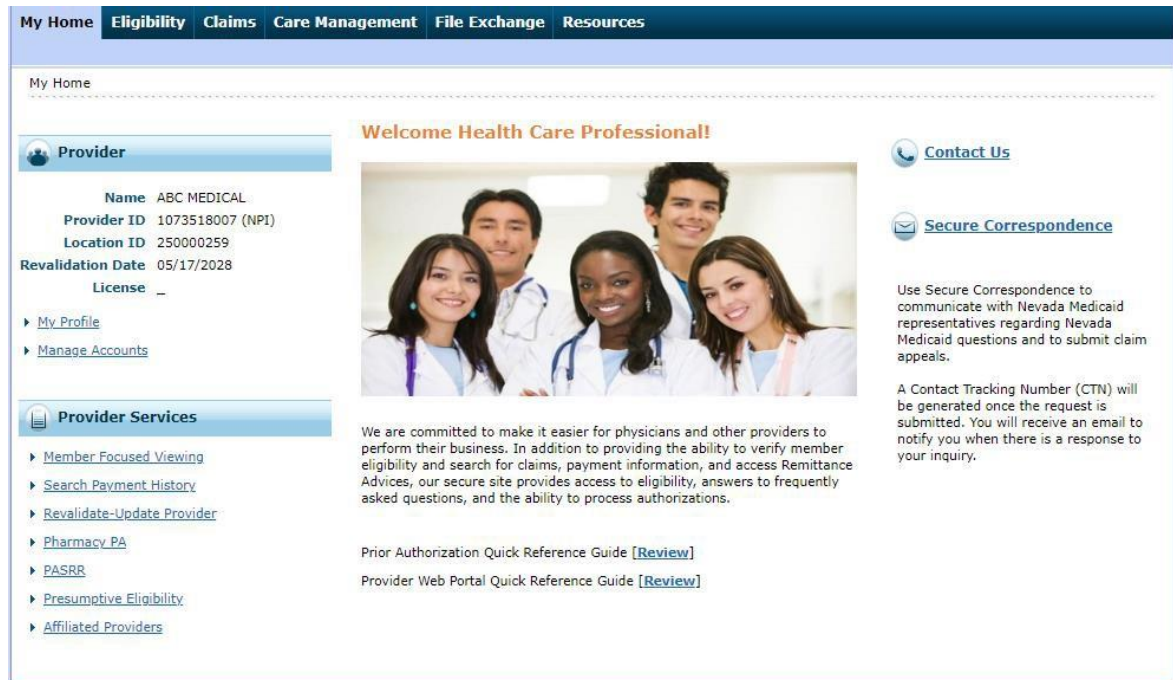 My Home Eligibility Claims Care Management File Exchange Resources
My Home
Provider
Name ABC MEDICAL
Provider ID 1073518007 (NPI)
Location ID 250000259
Revalidation Date 05/17/2028
License _
My Profile
Manage Accounts
Provider Services
Member Focused Viewing
Search Payment History
Revalidate-Update Provider
Pharmacy PA
PASRR
Presumptive Eligibility
Affiliated Providers
Welcome Health Care Professional!
We are committed to make it easier for physicians and other providers to
perform their business. In addition to providing the ability to verify member
eligibility and search for claims, payment information, and access Remittance
Advices, our secure site provides access to eligibility, answers to frequently
asked questions, and the ability to process authorizations.
Prior Authorization Quick Reference Guide [Review]
Provider Web Portal Quick Reference Guide [Review]
Contact Us
Secure Correspondence
Use Secure Correspondence to
communicate with Nevada Medicaid
representatives regarding Nevada
Medicaid questions and to submit claim
appeals.
A Contact Tracking Number (CTN) will
be generated once the request is
submitted. You will receive an email to
notify you when there is a response to
your inquiry.